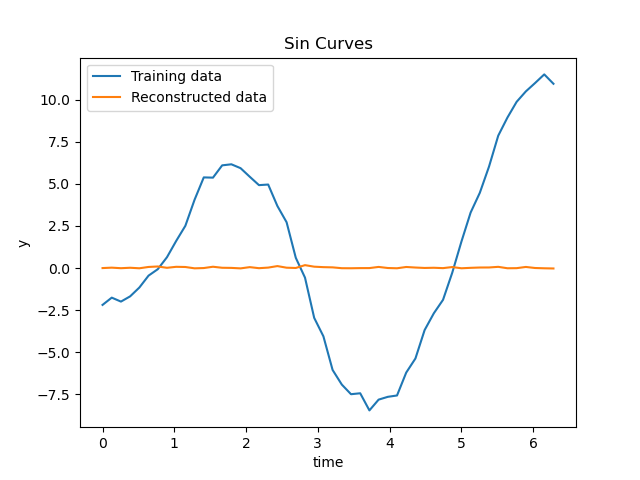 Sin Curves
Training data
Reconstructed data
10.0
7.5
5.0
2.5
0.0
−2.5
−5.0
−7.5
y
0 1 2 3 4 5 6
time